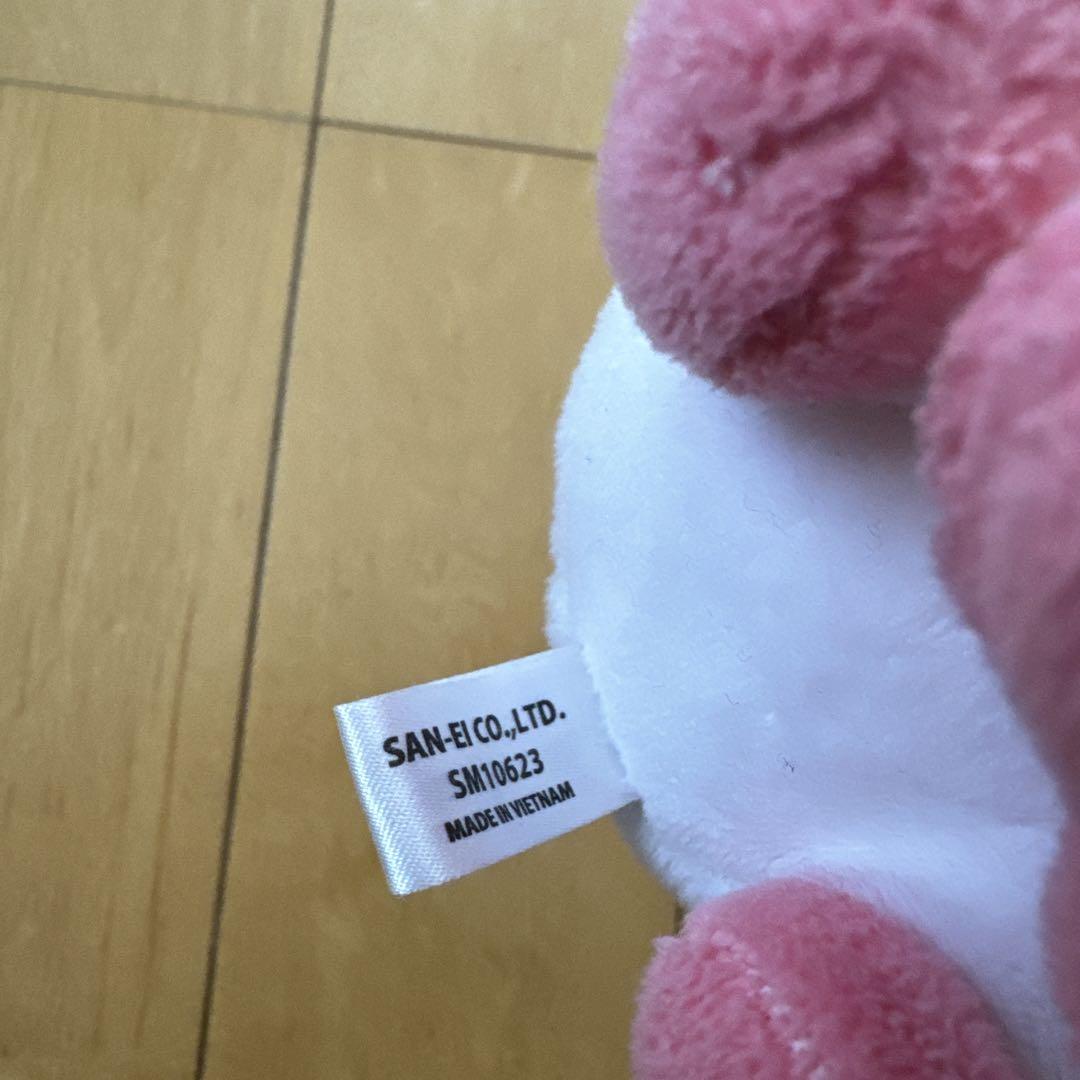 SAN-EI CO.,LTD.
SM10623
MADE IN VIETNAM